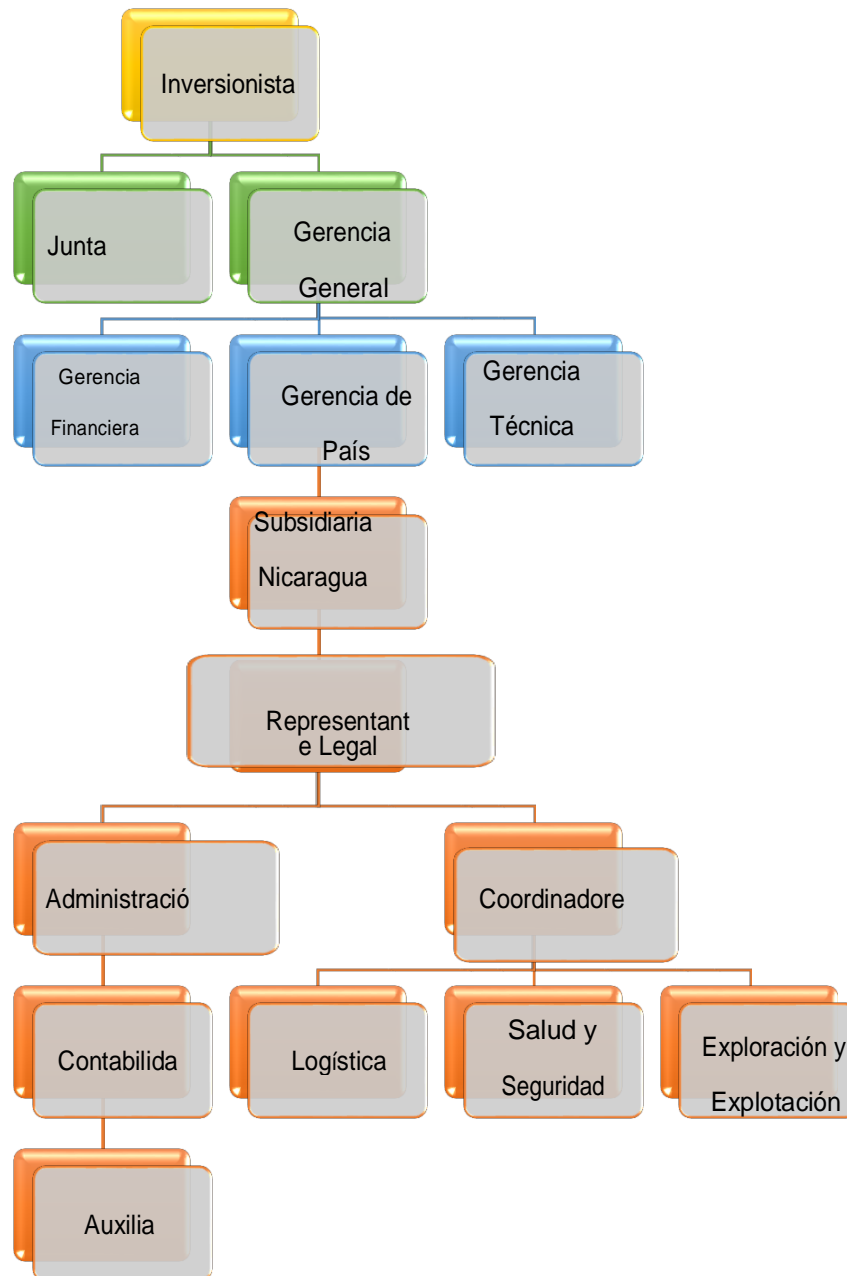 Inversionista
Junta
Gerencia
General
Gerencia
Financiera
Gerencia de
País
Gerencia
Técnica
Subsidiaria
Nicaragua
Representant
e Legal
Administració
Coordinadore
Contabilida
Logística
Salud y
Seguridad
Exploración y
Explotación
Auxilia